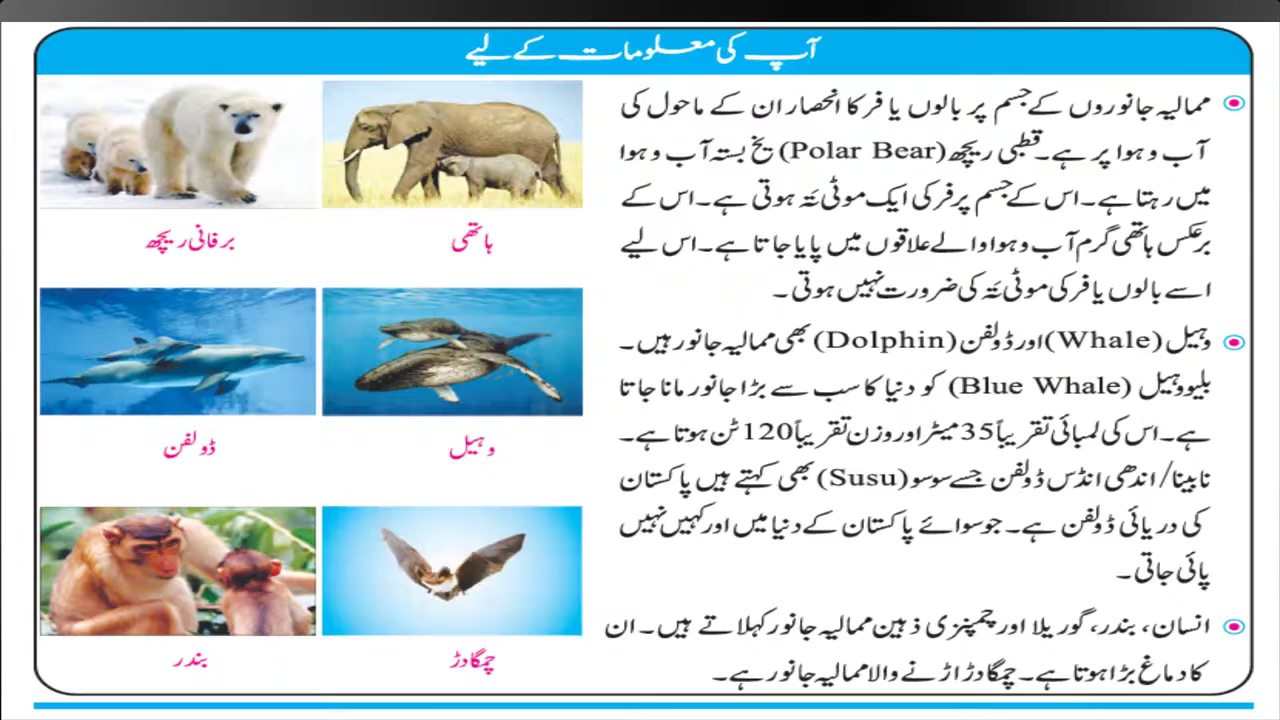 آپ کی معلومات کے لیے
ممالیہ جانوروں کے جسم پر بالوں یا فر کا انحصار ان کے ماحول کی
آب و ہوا پر ہے۔ قطبی ریچھ (Polar Bear) یخ بستہ آب و ہوا
میں رہتا ہے۔ اس کے جسم پر فر کی ایک موٹی تہٰ ہوتی ہے۔ اس کے
برعکس ہاتھی گرم آب و ہوا والے علاقوں میں پایا جاتا ہے۔ اس لیے
اسے بالوں یا فر کی موٹی تہٰ کی ضرورت نہیں ہوتی ۔
وہیل (Whale) اور ڈولفن (Dolphin) بھی ممالیہ جانور ہیں ۔
بلیو وہیل (Blue Whale) کو دنیا کا سب سے بڑا جانور مانا جاتا
ہے۔ اس کی لمبائی تقریباً 35 میٹر اور وزن تقریباً 120 ٹن ہوتا ہے۔
نابینا/اندھی انڈس ڈولفن جسے سوسو (Susu) بھی کہتے ہیں پاکستان
کی دریائی ڈولفن ہے۔ جو سوائے پاکستان کے دنیا میں اور کہیں نہیں
پائی جاتی ۔
انسان، بندر، گوریلا اور چمپنزی ذہین ممالیہ جانور کہلاتے ہیں۔ ان
کا دماغ بڑا ہوتا ہے۔ چمگادڑ اڑنے والا ممالیہ جانور ہے۔
ہاتھی
برفانی ریچھ
وہیل
ڈولفن
چمگادڑ
بندر